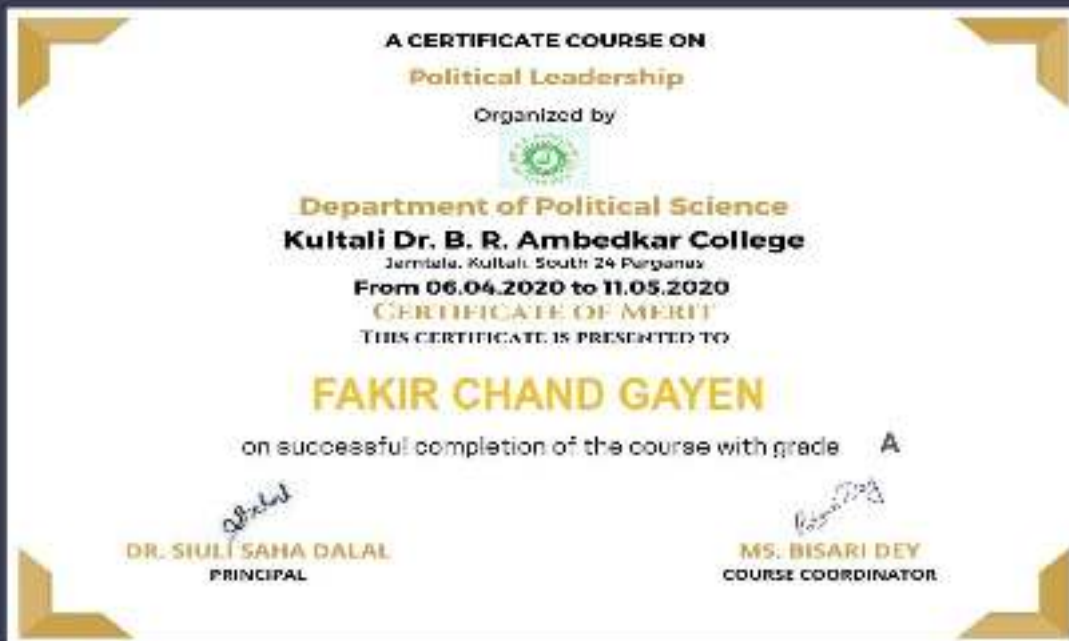 A CERTIFICATE COURSE ON
Political Leadership
Organized by
Department of Political Science
Kultali Dr. B. R. Ambedkar College
Jamtala, Kultali, South 24 Parganas
From 06.04.2020 to 11.05.2020
CERTIFICATE OF MERIT
THIS CERTIFICATE IS PRESENTED TO
FAKIR CHAND GAYEN
on successful completion of the course with grade A
DR. SIULI SAHA DALAL
PRINCIPAL
MS. BISARI DEY
COURSE COORDINATOR